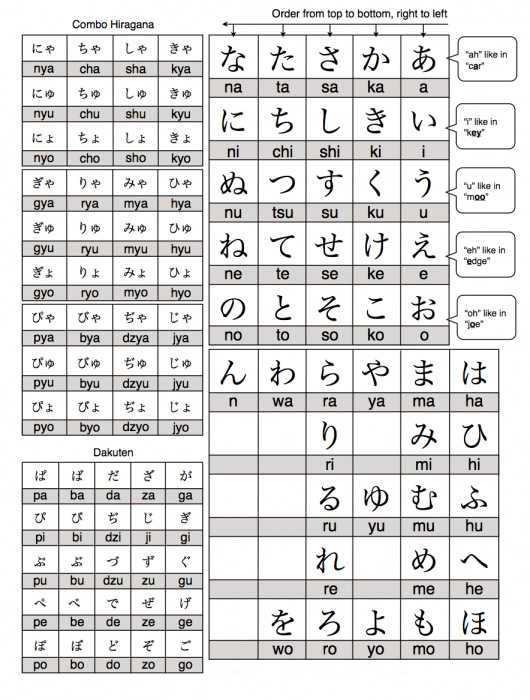 Combo Hiragana
にゃ ちゃ しゃ きゃ
nya cha sha kya
にゅ ちゅ しゅ きゅ
nyu chu shu kyu
にょ ちょ しょ きょ
nyo cho sho kyo
ぎゃ りゃ みゃ ひゃ
gya rya mya hya
ぎゅ りゅ みゅ ひゅ
gyu ryu myu hyu
ぎょ りょ みょ ひょ
gyo ryo myo hyo
ぴゃ びゃ ぢゃ じゃ
pya bya dzya jya
ぴゅ びゅ ぢゅ じゅ
pyu byu dzyu jyu
ぴょ びょ ぢょ じょ
pyo byo dzyo jyo
Dakuten
ぱ ば だ ざ が
pa ba da za ga
ぴ び ぢ じ ぎ
pi bi dzi ji gi
ぷ ぶ づ ず ぐ
pu bu dzu zu gu
ぺ べ で ぜ げ
pe be de ze ge
ぽ ぼ ど ぞ ご
po bo do zo go
Order from top to bottom, right to left
な た さ か あ
na ta sa ka a
"ah" like in
"car"
に ち し き い
ni chi shi ki i
"i" like in
"key"
ぬ つ す く う
nu tsu su ku u
"u" like in
"moo"
ね て せ け え
ne te se ke e
"eh" like in
"edge"
の と そ こ お
no to so ko o
"oh" like in
"joe"
ん わ ら や ま は
n wa ra ya ma ha
り み ひ
ri mi hi
る ゆ む ふ
ru yu mu hu
れ め へ
re me he
を ろ よ も ほ
wo ro yo mo ho